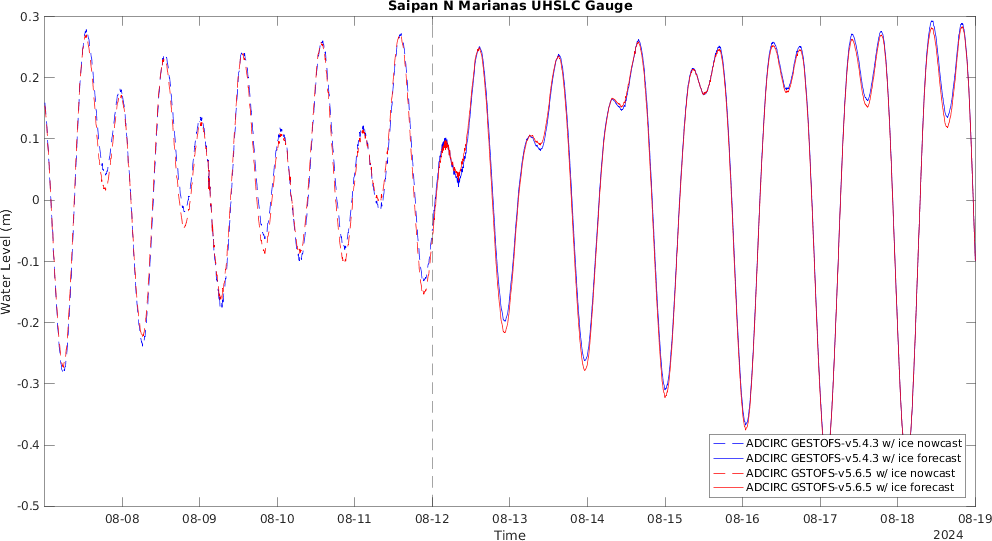 Saipan N Marianas UHSLC Gauge
0.3
0.2
0.1
0
-0.1
-0.2
-0.3
-0.4
-0.5
Water Level (m)
ADCIRC GESTOFS-v5.4.3 w/ ice nowcast
ADCIRC GESTOFS-v5.4.3 w/ ice forecast
ADCIRC GSTOFS-v5.6.5 w/ ice nowcast
ADCIRC GSTOFS-v5.6.5 w/ ice forecast
08-08 08-09 08-10 08-11 08-12 08-13 08-14 08-15 08-16 08-17 08-18 08-19
Time
2024